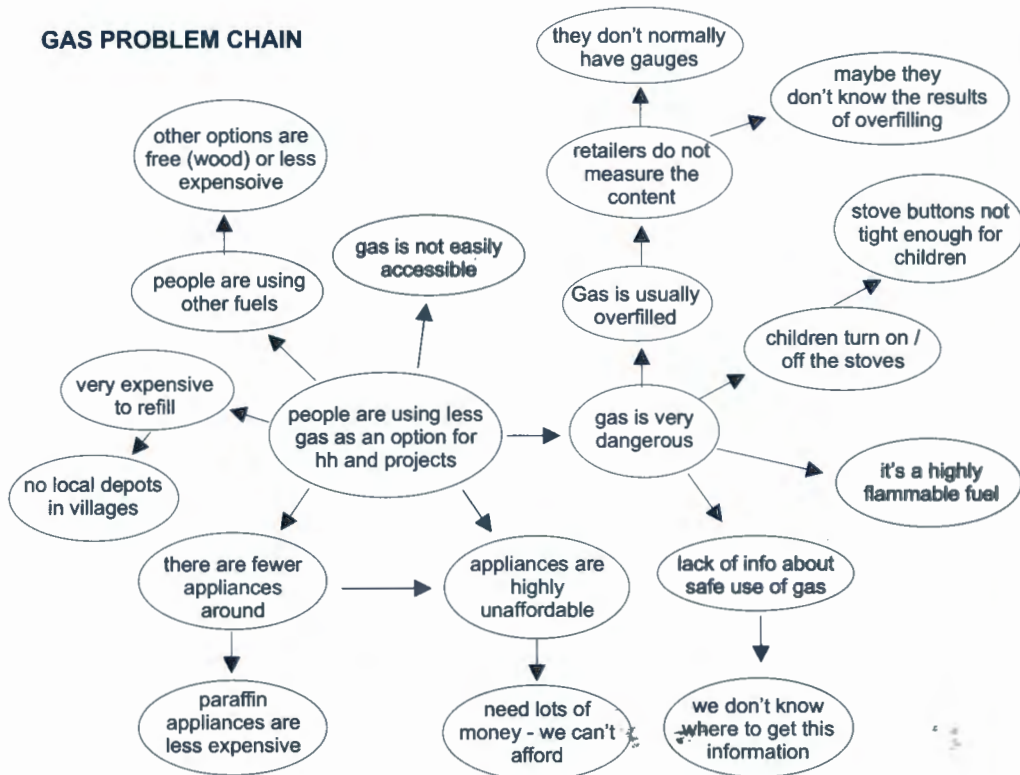 GAS PROBLEM CHAIN
they don't normally
have gauges
maybe they
don't know the results
of overfilling
other options are
free (wood) or less
expensoive
retailers do not
measure the
content
stove buttons not
tight enough for
children
gas is not easily
accessible
people are using
other fuels
Gas is usually
overfilled
children turn on /
off the stoves
very expensive
to refill
people are using less
gas as an option for
hh and projects
gas is very
dangerous
no local depots
in villages
it's a highly
flammable fuel
there are fewer
appliances
around
appliances are
highly
unaffordable
lack of info about
safe use of gas
paraffin
appliances are
less expensive
need lots of
money - we can't
afford
we don't know
where to get this
information